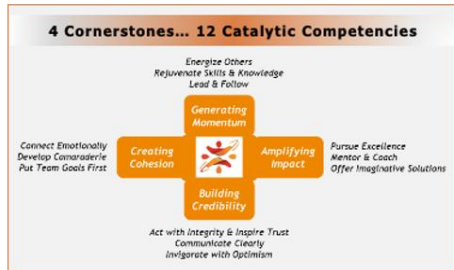 4 Cornerstones... 12 Catalytic Competencies
Energize Others
Rejuvenate Skills & Knowledge
Lead & Follow
Generating
Momentum
Connect Emotionally
Develop Camaraderie
Put Team Goals First
Creating
Cohesion
Amplifying
Impact
Pursue Excellence
Mentor & Coach
Offer Imaginative Solutions
Building
Credibility
Act with Integrity & Inspire Trust
Communicate Clearly
Invigorate with Optimism